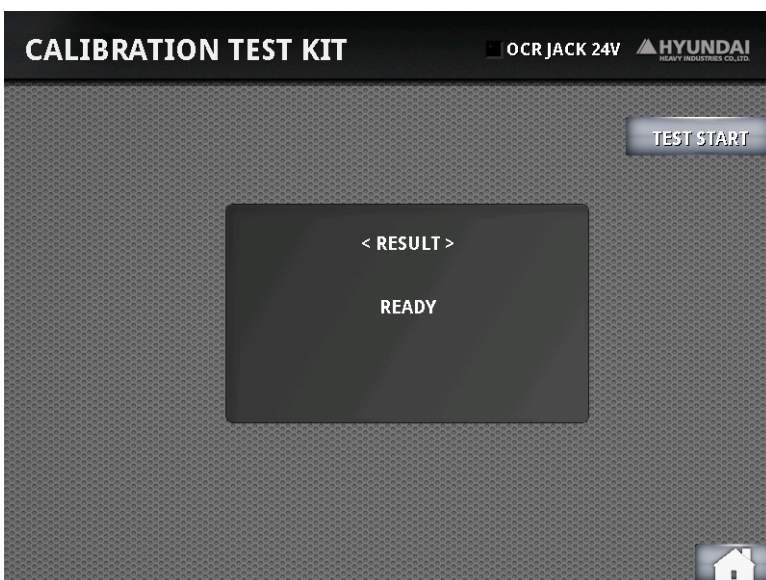 CALIBRATION TEST KIT
OCR JACK 24V
HYUNDAI
HEAVY INDUSTRIES CO.,LTD.
TEST START
< RESULT >
READY